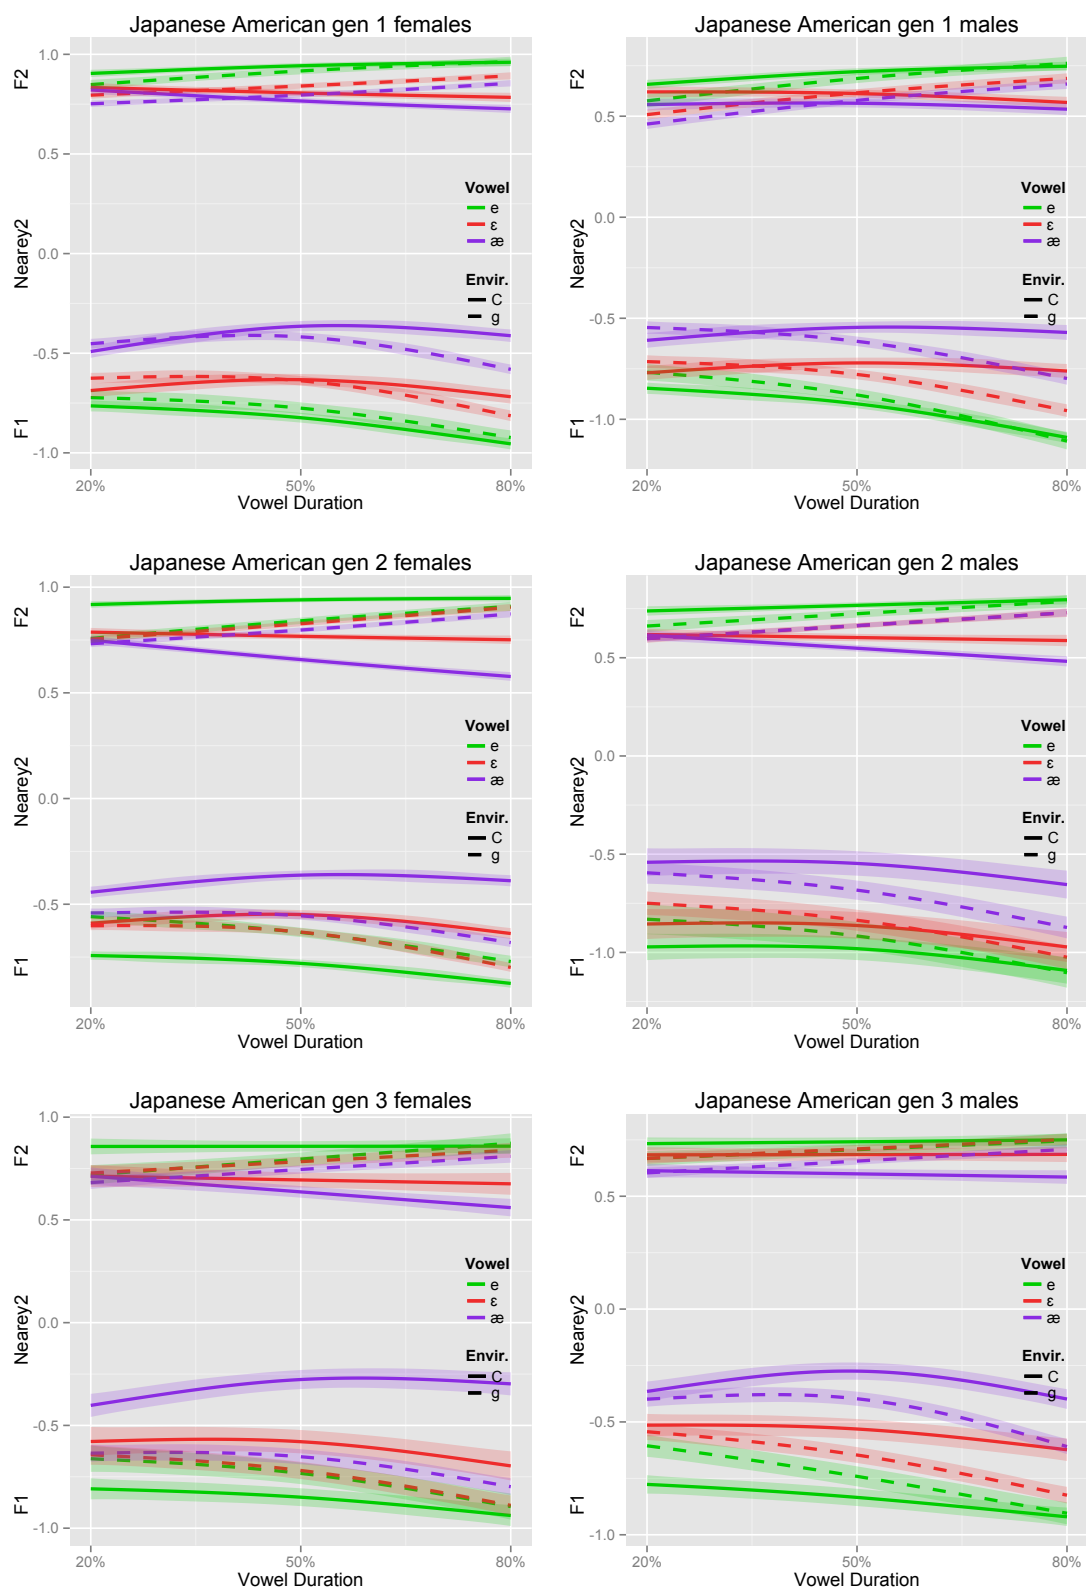 Japanese American gen 1 females
F2
Nearey2
F1
1.0
0.5
0.0
-0.5
-1.0
Vowel
e
ε
æ
Envir.
C
g
20%
50%
80%
Vowel Duration
Japanese American gen 1 males
F2
Nearey2
F1
0.5
0.0
-0.5
-1.0
Vowel
e
ε
æ
Envir.
C
g
20%
50%
80%
Vowel Duration
Japanese American gen 2 females
F2
Nearey2
F1
1.0
0.5
0.0
-0.5
Vowel
e
ε
æ
Envir.
C
g
20%
50%
80%
Vowel Duration
Japanese American gen 2 males
F2
Nearey2
F1
0.5
0.0
-0.5
-1.0
Vowel
e
ε
æ
Envir.
C
g
20%
50%
80%
Vowel Duration
Japanese American gen 3 females
F2
Nearey2
F1
1.0
0.5
0.0
-0.5
-1.0
Vowel
e
ε
æ
Envir.
C
g
20%
50%
80%
Vowel Duration
Japanese American gen 3 males
F2
Nearey2
F1
0.5
0.0
-0.5
-1.0
Vowel
e
ε
æ
Envir.
C
g
20%
50%
80%
Vowel Duration